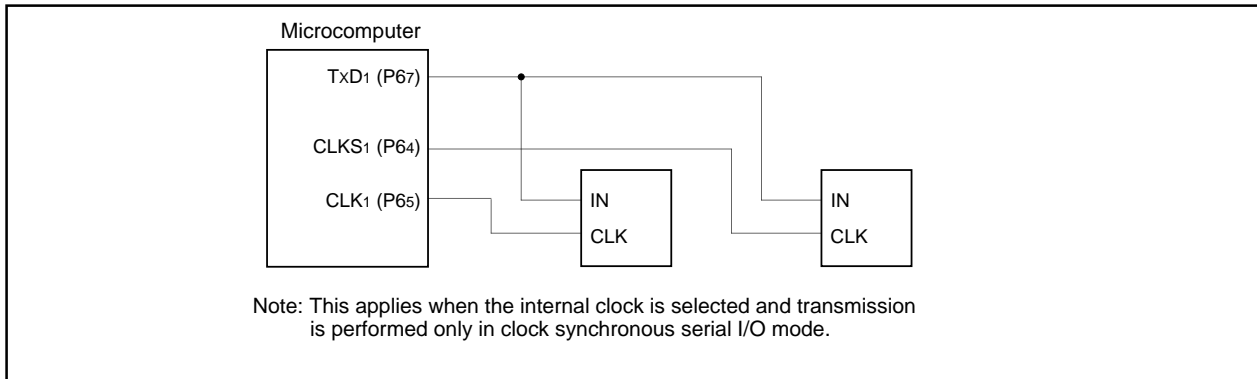 Microcomputer
TXD1 (P67)
CLKS1 (P64)
CLK1 (P65)
IN
CLK
IN
CLK
Note: This applies when the internal clock is selected and transmission
is performed only in clock synchronous serial I/O mode.